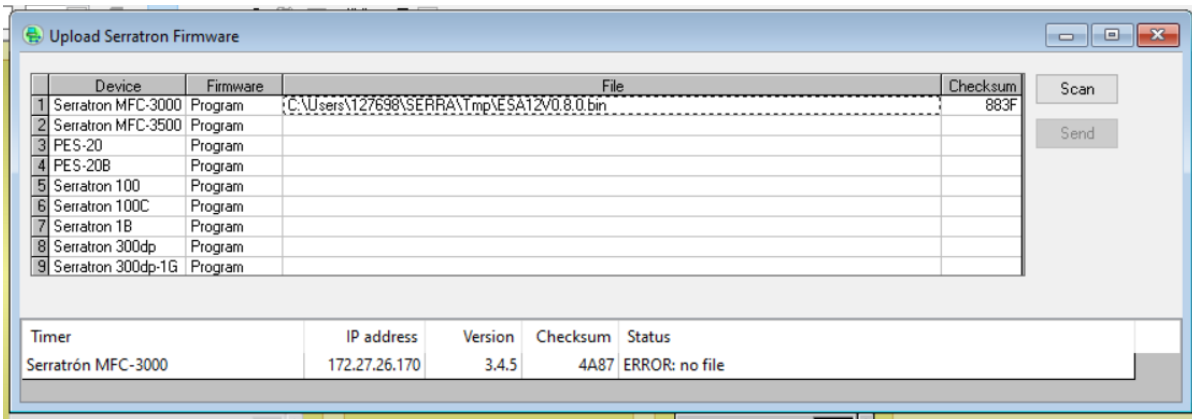 Upload Serratron Firmware
Device Firmware File Checksum
1 Serratron MFC-3000 Program C:\Users\127698\SERRA\Tmp\ESA12V0.8.0.bin 883F
2 Serratron MFC-3500 Program
3 PES-20 Program
4 PES-20B Program
5 Serratron 100 Program
6 Serratron 100C Program
7 Serratron 1B Program
8 Serratron 300dp Program
9 Serratron 300dp-1G Program
Scan
Send
Timer IP address Version Checksum Status
Serratrón MFC-3000 172.27.26.170 3.4.5 4A87 ERROR: no file